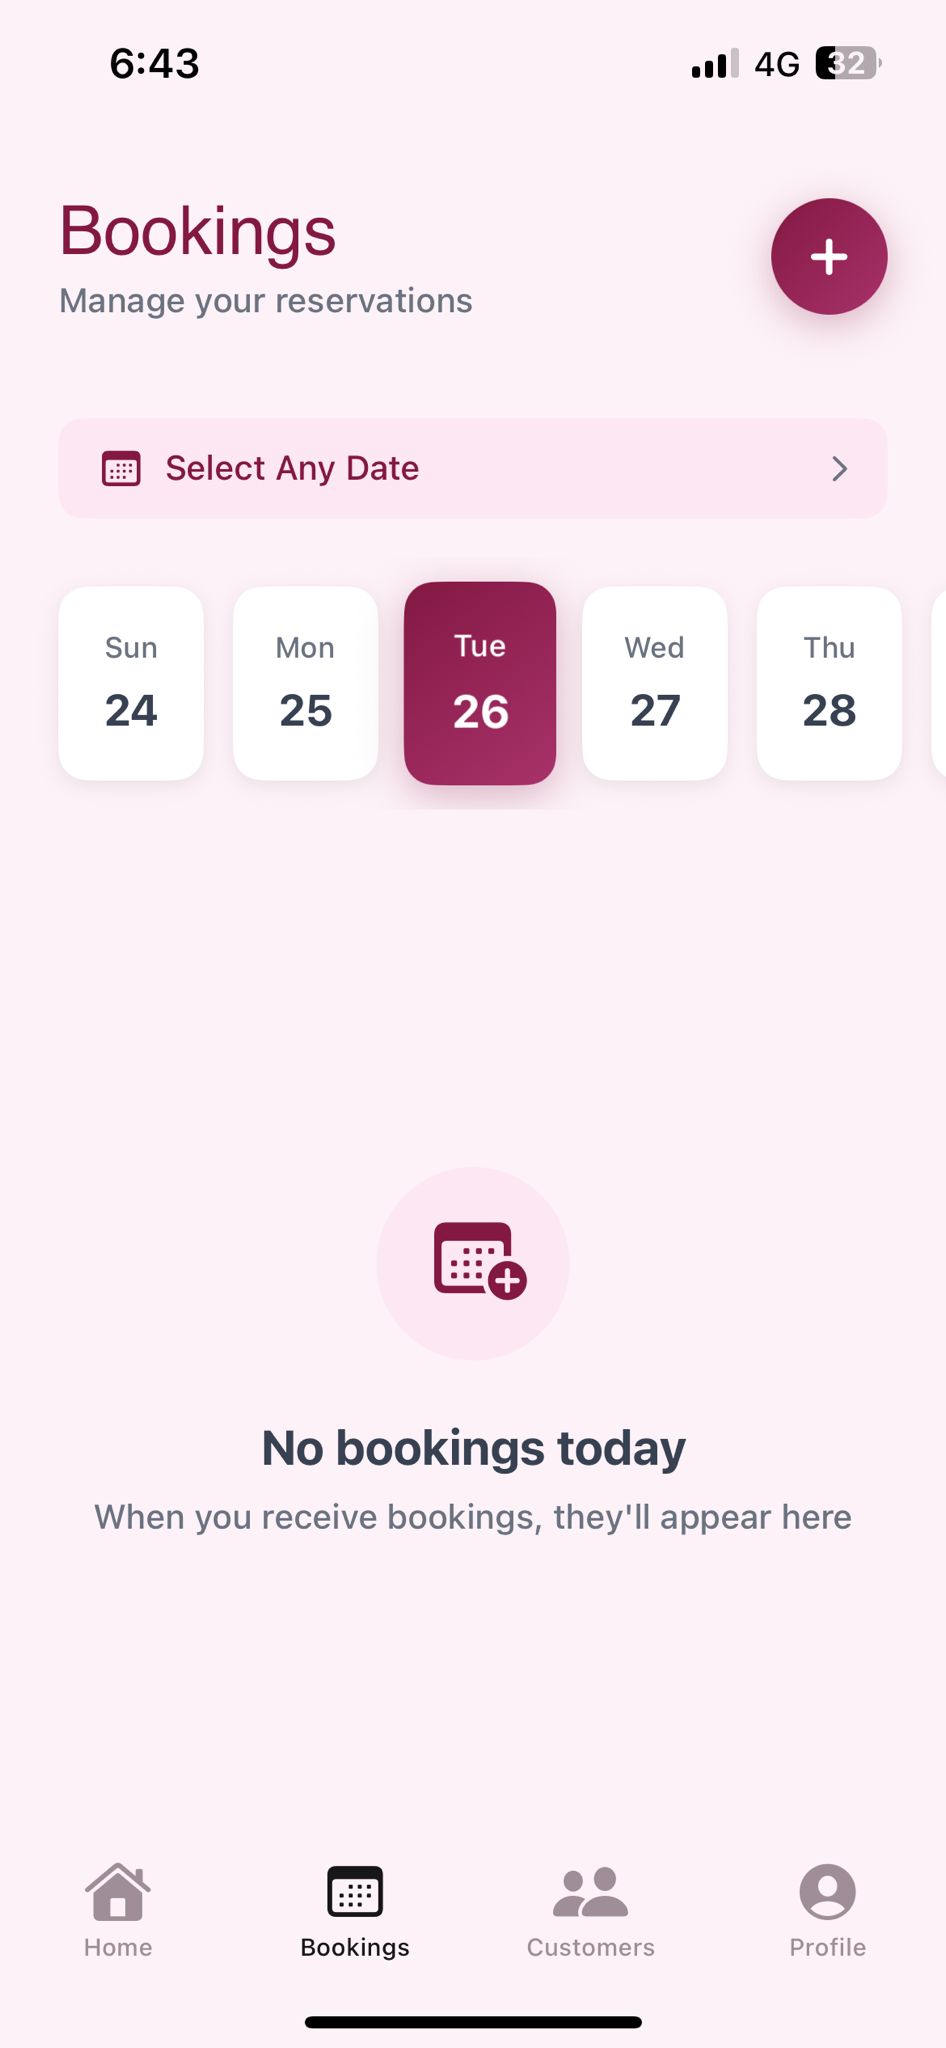 6:43
4G 32
Bookings
Manage your reservations
Select Any Date
Sun Mon Tue Wed Thu
24 25 26 27 28
No bookings today
When you receive bookings, they'll appear here
Home Bookings Customers Profile